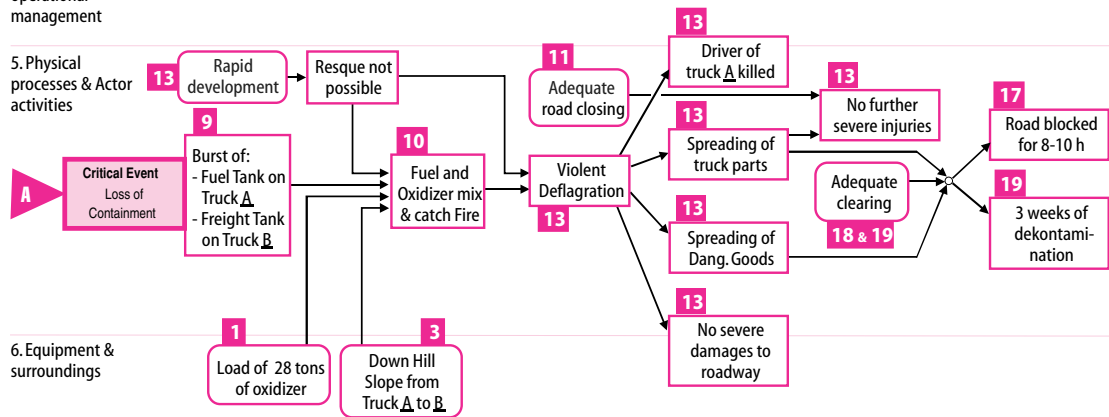 management
5. Physical
processes & Actor
activities
13
Rapid
development
Resque not
possible
11
Adequate
road closing
13
Driver of
truck A killed
13
No further
severe injuries
9
Burst of:
- Fuel Tank on
Truck A
- Freight Tank
on Truck B
A
Critical Event
Loss of
Containment
10
Fuel and
Oxidizer mix
& catch Fire
Violent
Deflagration
13
13
Spreading of
truck parts
17
Road blocked
for 8-10 h
Adequate
clearing
18 & 19
13
Spreading of
Dang. Goods
19
3 weeks of
dekontami-
nation
13
No severe
damages to
roadway
6. Equipment &
surroundings
1
Load of 28 tons
of oxidizer
3
Down Hill
Slope from
Truck A to B